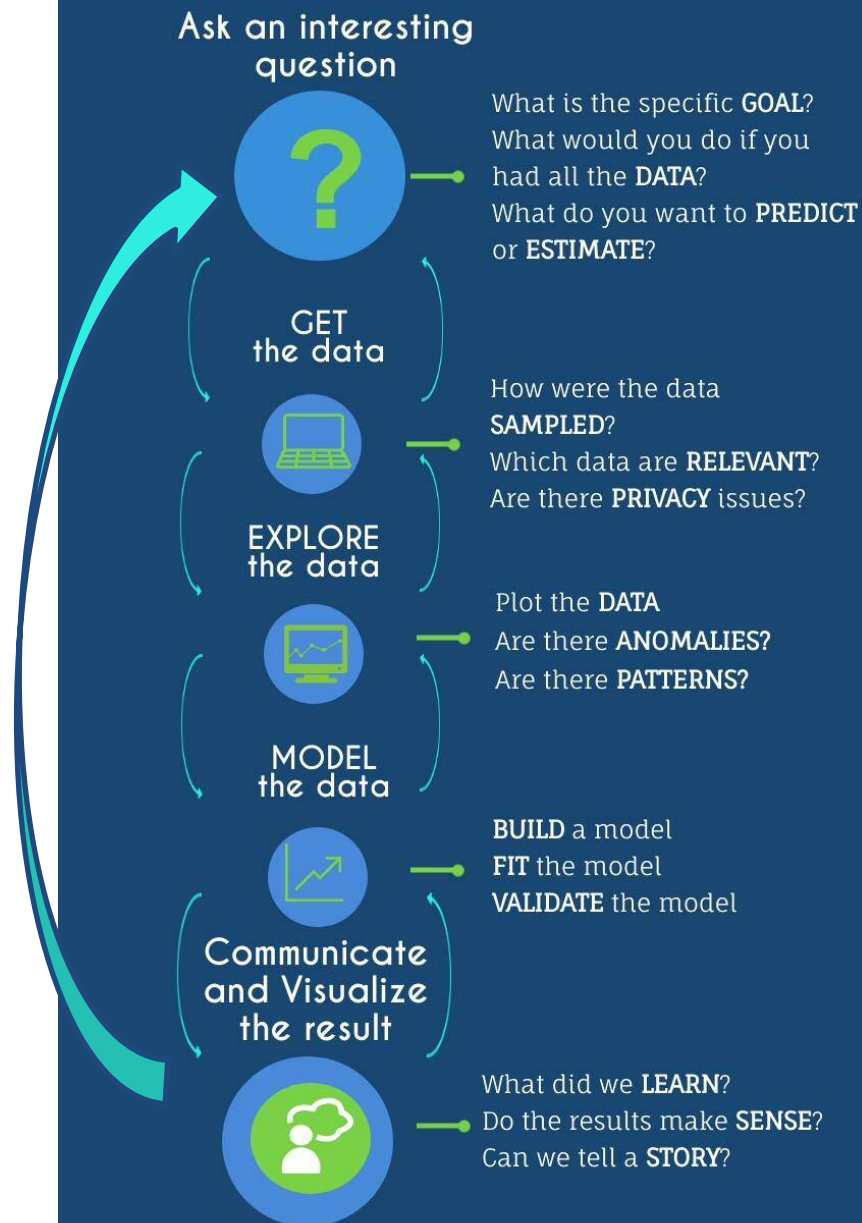 Ask an interesting
question
?
What is the specific GOAL?
What would you do if you
had all the DATA?
What do you want to PREDICT
or ESTIMATE?
GET
the data
How were the data
SAMPLED?
Which data are RELEVANT?
Are there PRIVACY issues?
EXPLORE
the data
Plot the DATA
Are there ANOMALIES?
Are there PATTERNS?
MODEL
the data
BUILD a model
FIT the model
VALIDATE the model
Communicate
and Visualize
the result
What did we LEARN?
Do the results make SENSE?
Can we tell a STORY?